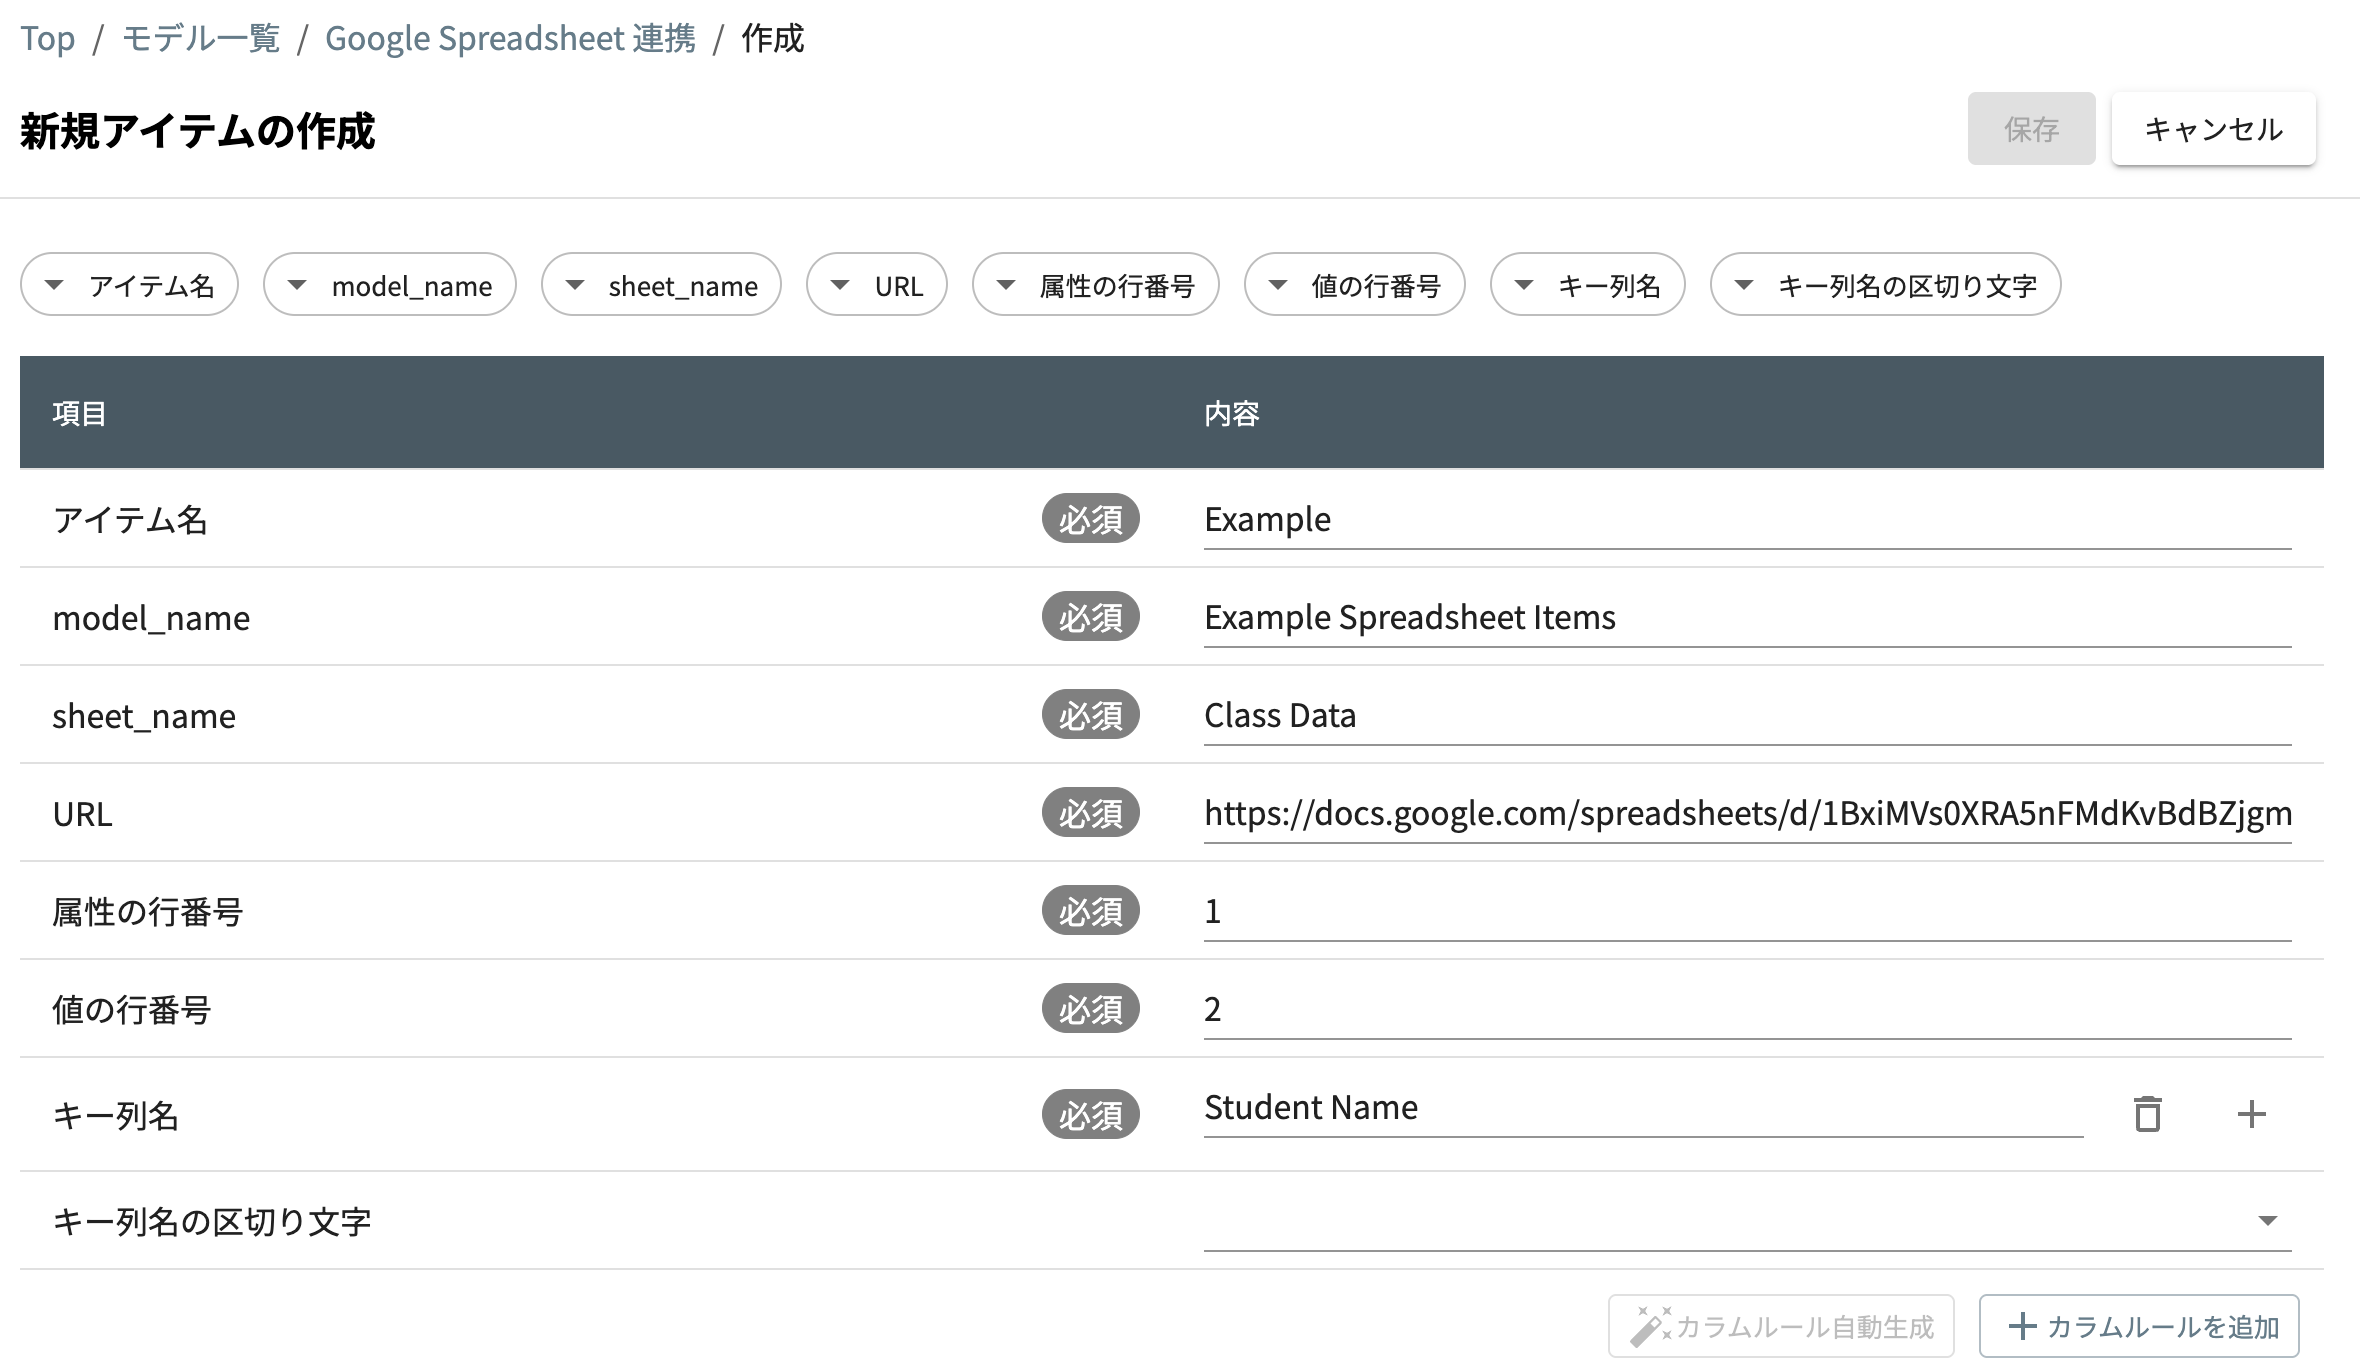 Top / モデル一覧 / Google Spreadsheet 連携 / 作成
新規アイテムの作成
保存 キャンセル
アイテム名 model_name sheet_name URL 属性の行番号 値の行番号 キー列名 キー列名の区切り文字
項目 内容
アイテム名 必須 Example
model_name 必須 Example Spreadsheet Items
sheet_name 必須 Class Data
URL 必須 https://docs.google.com/spreadsheets/d/1BxiMVs0XRA5nFMdKvBdBZjgm
属性の行番号 必須 1
値の行番号 必須 2
キー列名 必須 Student Name
キー列名の区切り文字
カラムルール自動生成 カラムルールを追加